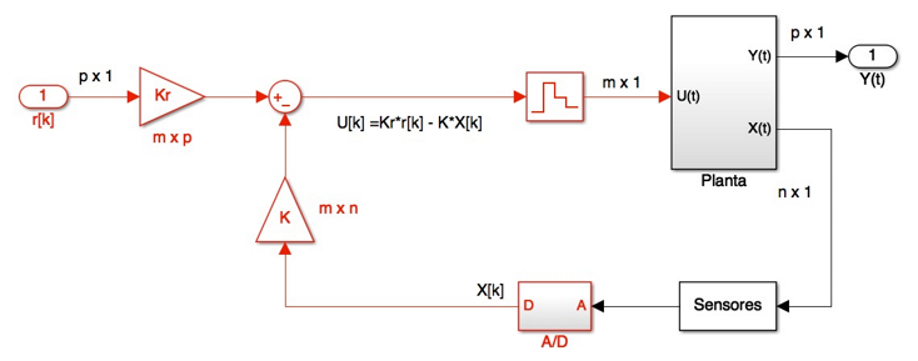 p x 1
1
r[k]
Kr
m x p
+
_
U[k] =Kr*r[k] - K*X[k]
m x 1
U(t)
Y(t)
X(t)
Planta
p x 1
1
Y(t)
n x 1
K
m x n
X[k]
D
A
A/D
Sensores